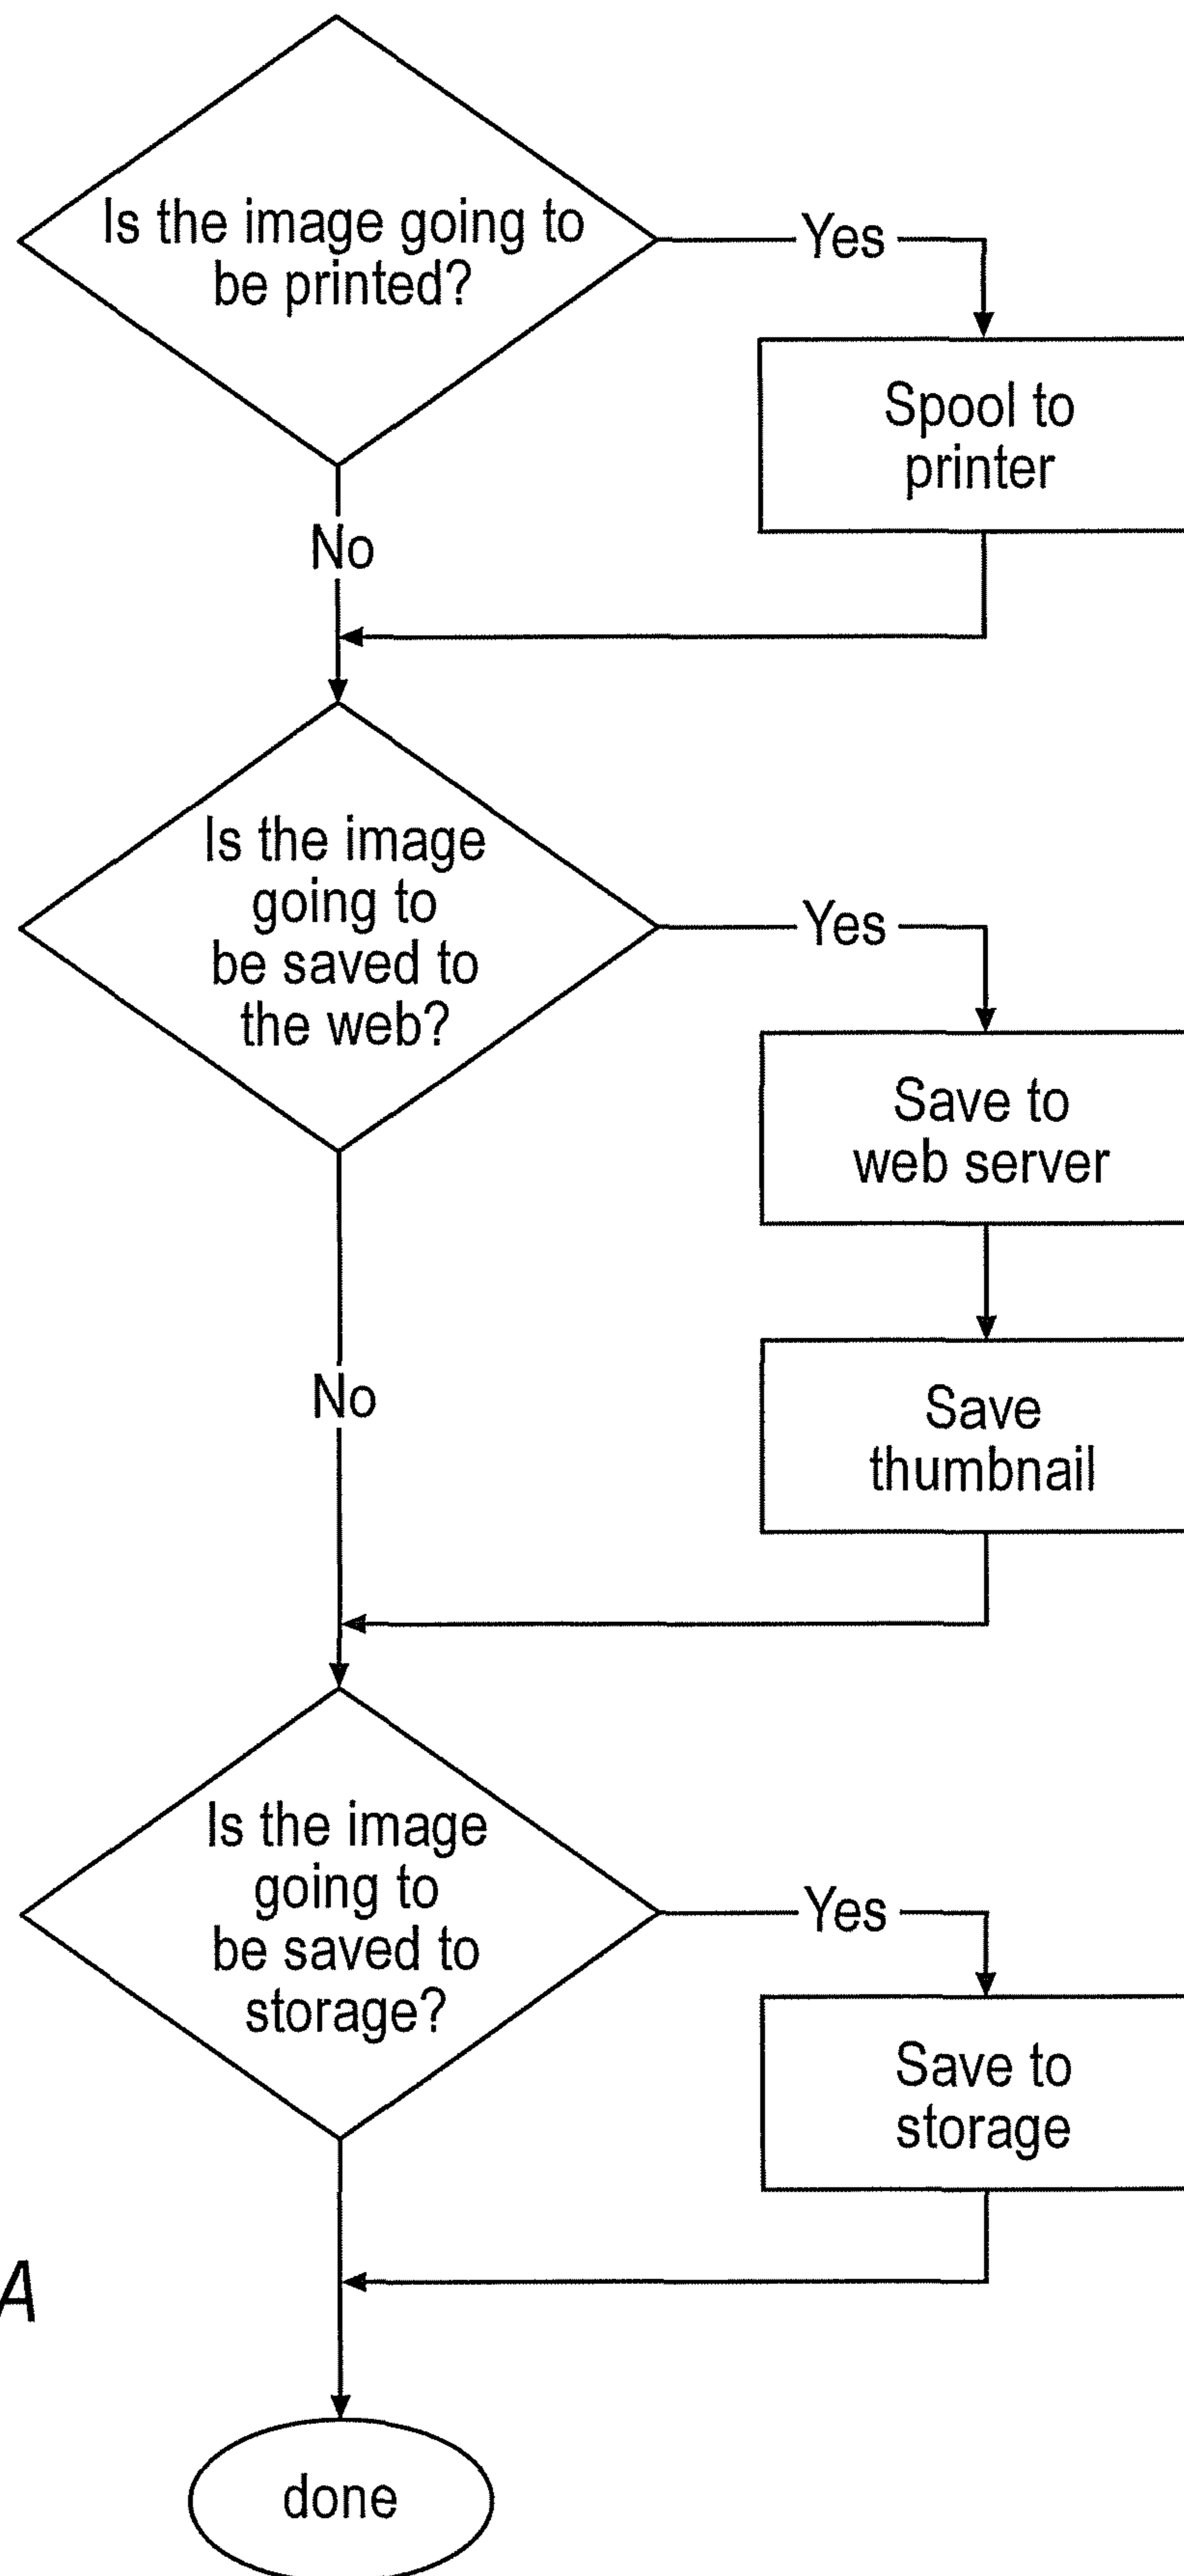 Is the image going to
be printed?
Yes
Spool to
printer
No
Is the image
going to
be saved to
the web?
Yes
Save to
web server
Save
thumbnail
No
Is the image
going to
be saved to
storage?
Yes
Save to
storage
A
done